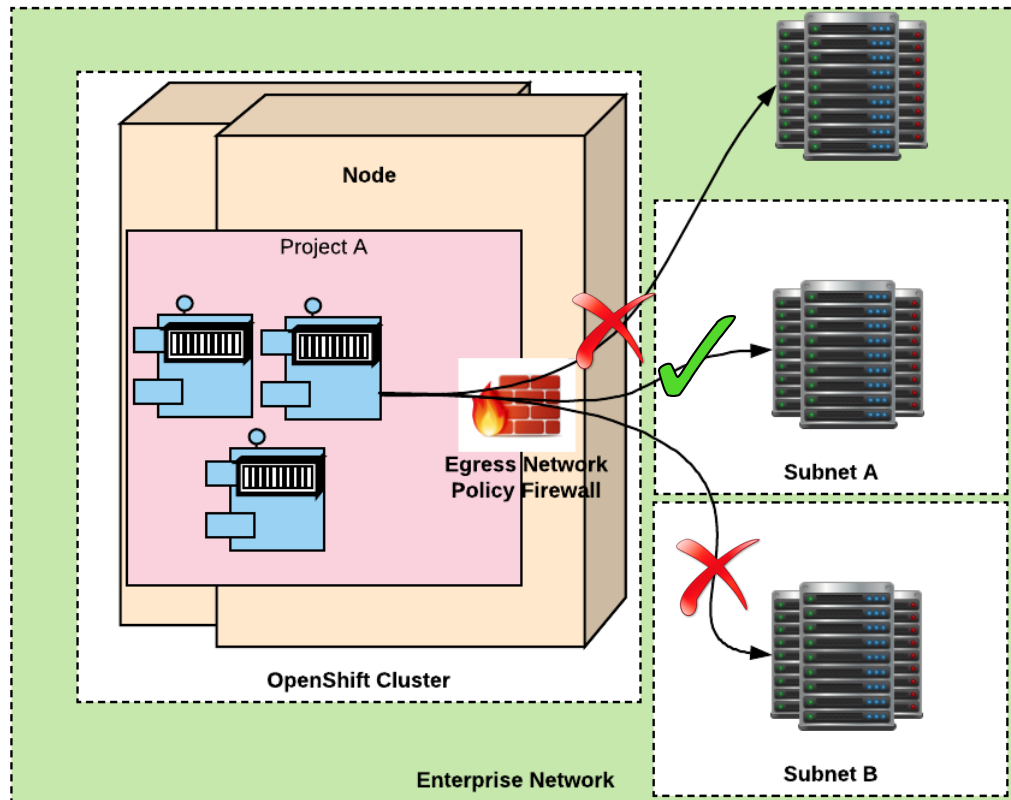 Node
Project A
Egress Network
Policy Firewall
Subnet A
OpenShift Cluster
Subnet B
Enterprise Network